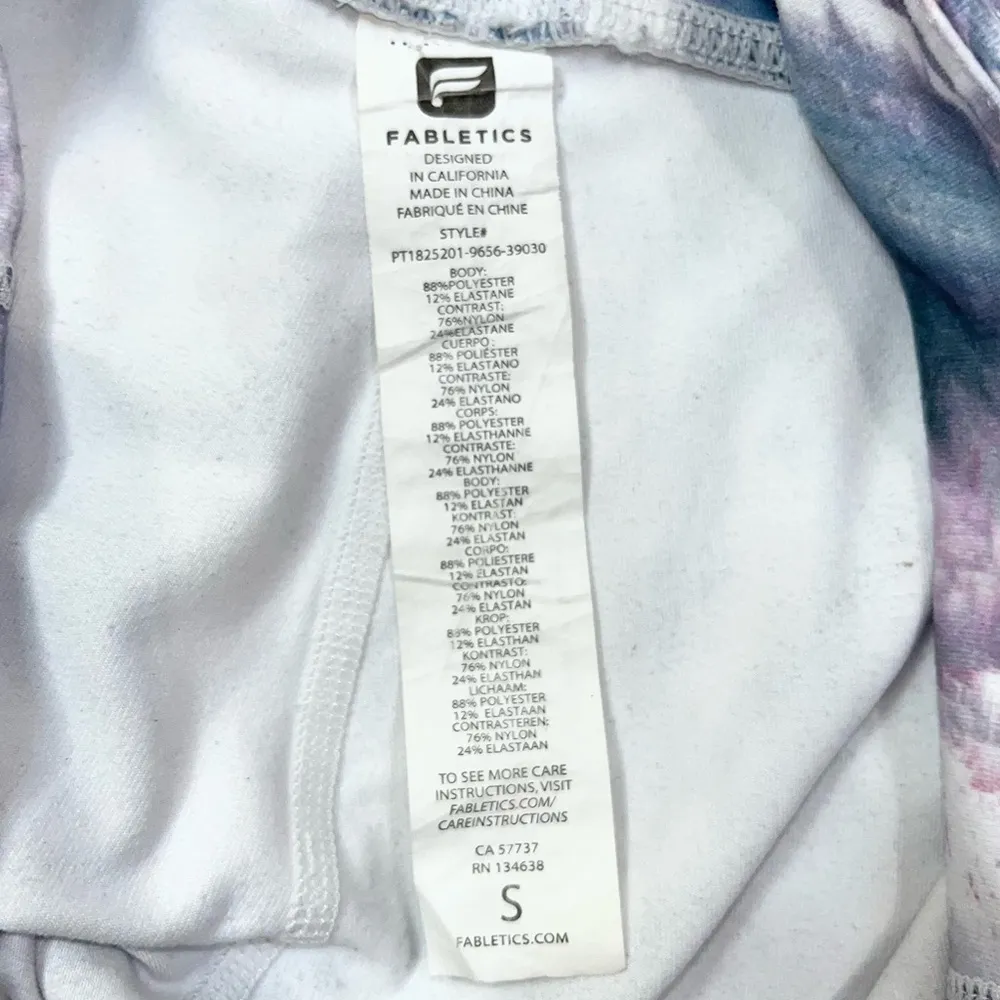 FABLETICS
DESIGNED
IN CALIFORNIA
MADE IN CHINA
FABRIQUÉ EN CHINE
STYLE#
PT1825201-9656-39030
BODY:
88%POLYESTER
12% ELASTANE
CONTRAST:
76%NYLON
24%ELASTANE
CUERPO:
88% POLIÉSTER
12% ELASTANO
CONTRASTE:
76% NYLON
24% ELASTANO
CORPS:
88% POLYESTER
12% ELASTHANNE
CONTRASTE:
76% NYLON
24% ELASTHANNE
BODY:
88% POLYESTER
12% ELASTAN
KONTRAST:
76% NYLON
24% ELASTAN
CORPO:
88% POLIESTERE
12% ELASTAN
CONTRASTO:
76% NYLON
24% ELASTAN
KROP:
88% POLYESTER
12% ELASTHAN
KONTRAST:
76% NYLON
24% ELASTHAN
LICHAAM:
88% POLYESTER
12% ELASTAAN
CONTRASTEREN:
76% NYLON
24% ELASTAAN
TO SEE MORE CARE
INSTRUCTIONS, VISIT
FABLETICS.COM/
CAREINSTRUCTIONS
CA 57737
RN 134638
S
FABLETICS.COM